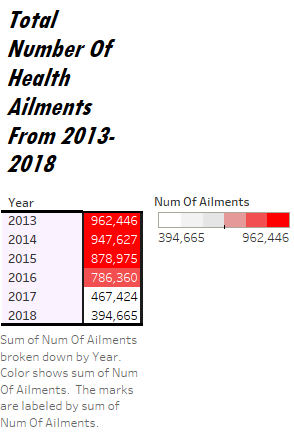 Total
Number Of
Health
Ailments
From 2013-
2018
Year
2013 962,446
2014 947,627
2015 878,975
2016 786,360
2017 467,424
2018 394,665
Num Of Ailments
394,665 962,446
Sum of Num Of Ailments
broken down by Year.
Color shows sum of Num
Of Ailments. The marks
are labeled by sum of
Num Of Ailments.